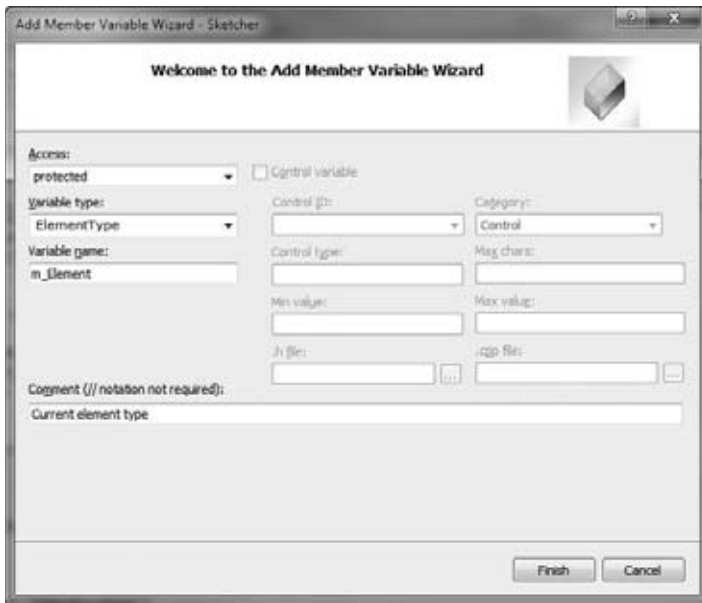 Add Member Variable Wizard - Sketcher
Welcome to the Add Member Variable Wizard
Access:
protected
Control variable
Variable type:
ElementType
Control ID:
Category:
Control
Variable name:
m_Element
Control type:
Max chars:
Min value:
Max value:
.h file:
...
.cpp file:
...
Comment (// notation not required):
Current element type
Finish
Cancel